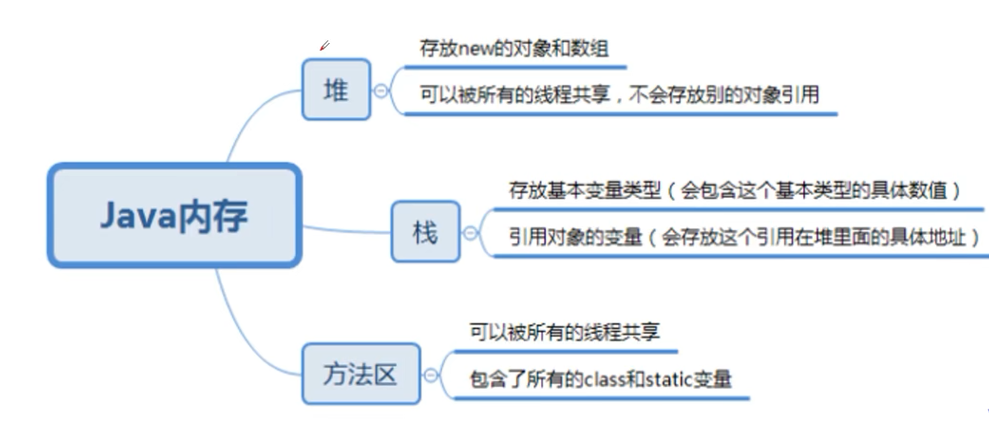 Java内存
堆
存放new的对象和数组
可以被所有的线程共享，不会存放别的对象引用
栈
存放基本变量类型（会包含这个基本类型的具体数值）
引用对象的变量（会存放这个引用在堆里面的具体地址）
方法区
可以被所有的线程共享
包含了所有的class和static变量